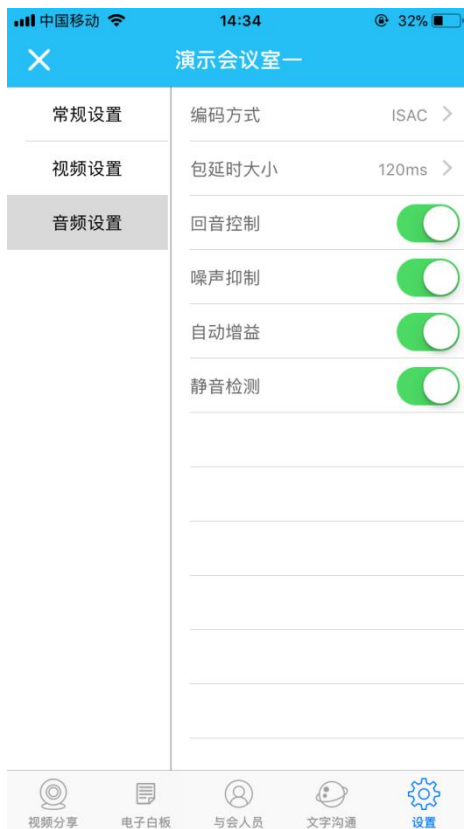 中国移动 14:34 32%
演示会议室一
常规设置
视频设置
音频设置
编码方式 ISAC
包延时大小 120ms
回音控制
噪声抑制
自动增益
静音检测
视频分享 电子白板 与会人员 文字沟通 设置